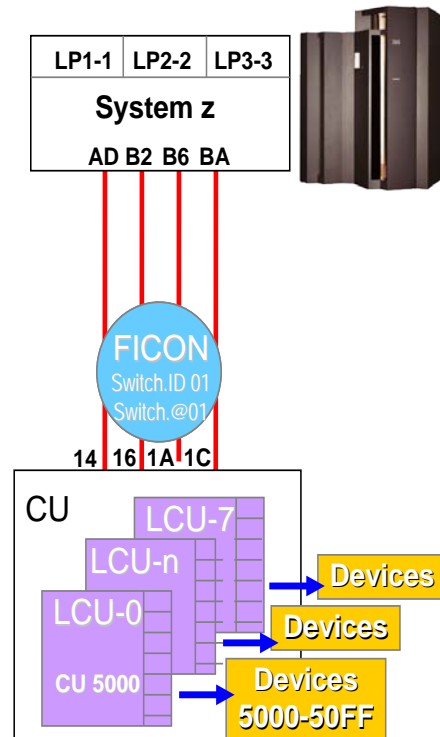 LP1-1 LP2-2 LP3-3
System z
AD B2 B6 BA
FICON
Switch.ID 01
Switch.@01
14 16 1A 1C
CU
LCU-7
LCU-n
Devices
LCU-0
Devices
CU 5000
Devices
5000-50FF